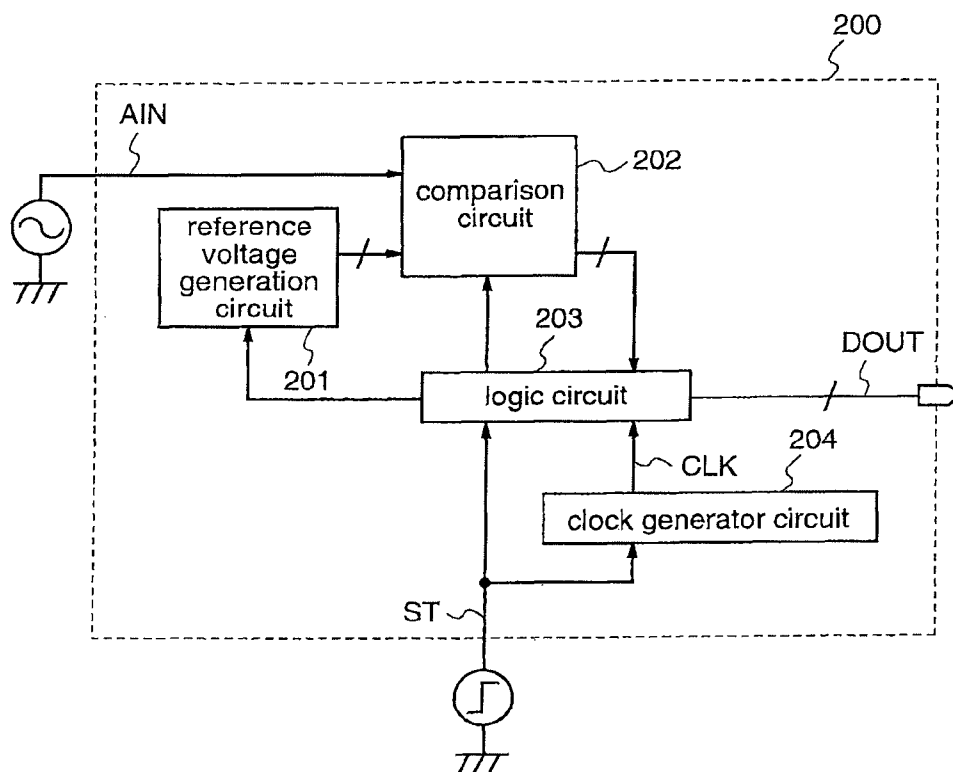 200
AIN
202
comparison
circuit
reference
voltage
generation
circuit
203
201
DOUT
logic circuit
204
CLK
clock generator circuit
ST